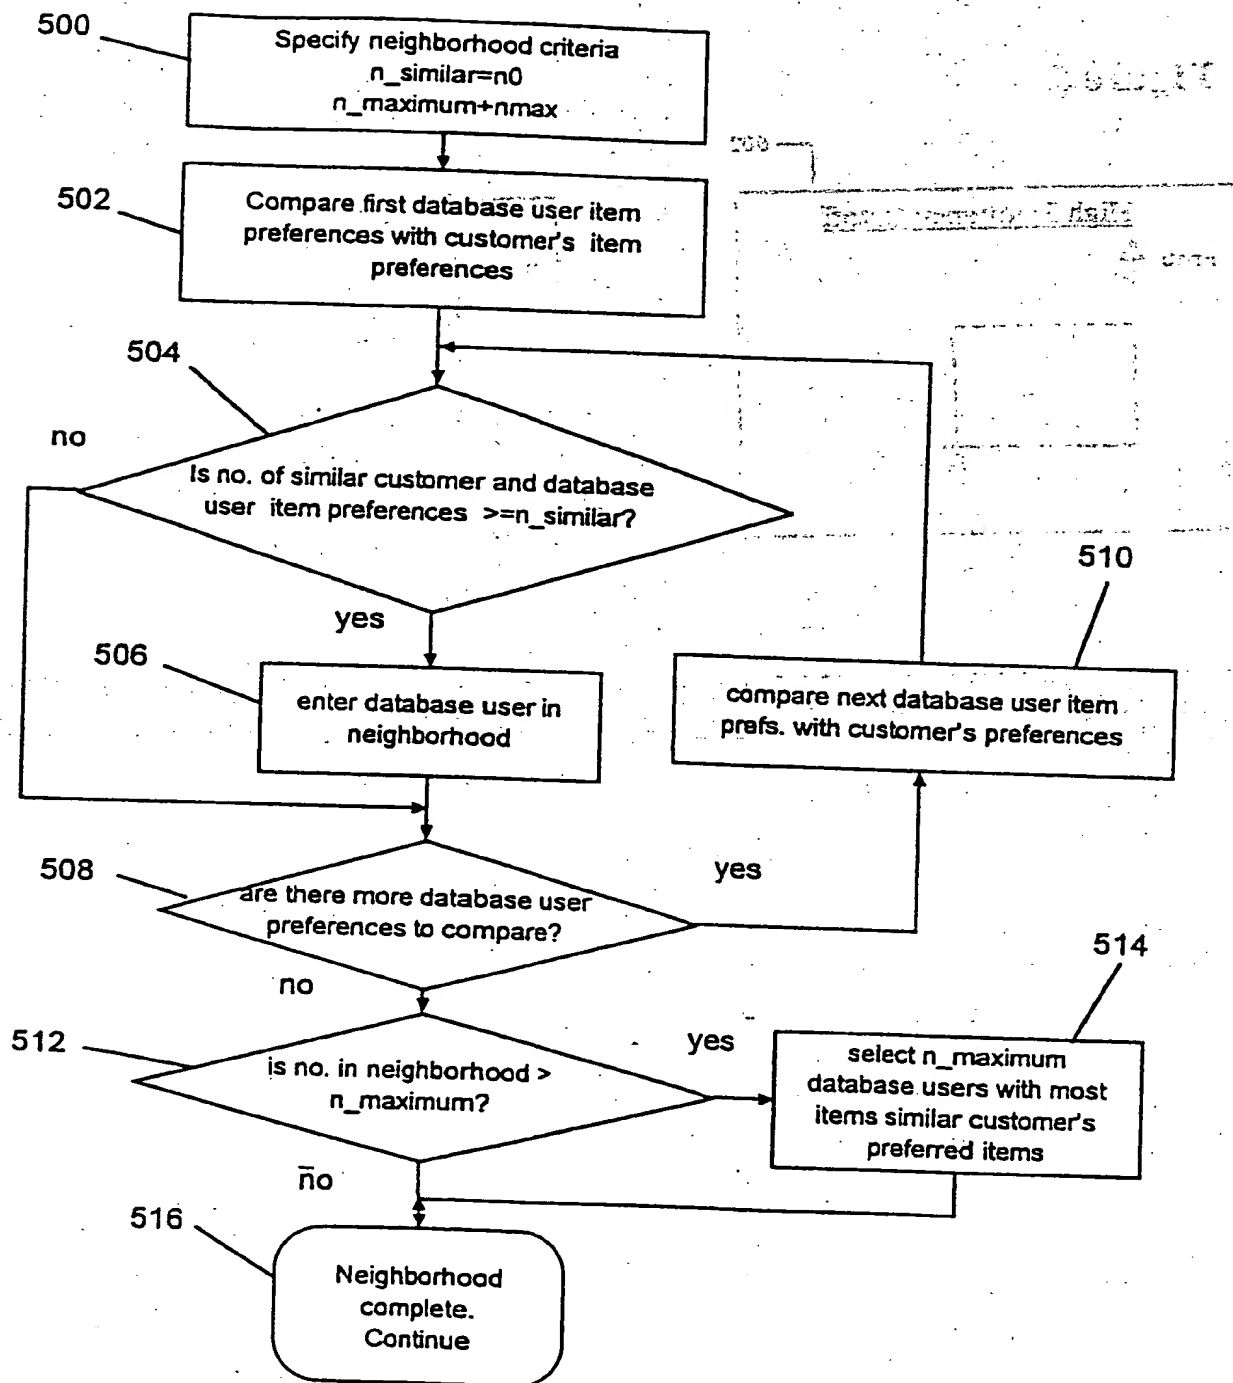 500
Specify neighborhood criteria
n_similar=n0
n_maximum+nmax
502
Compare first database user item
preferences with customer's item
preferences
504
no
Is no. of similar customer and database
user item preferences >=n_similar?
yes
506
enter database user in
neighborhood
510
compare next database user item
prefs. with customer's preferences
508
are there more database user
preferences to compare?
yes
no
512
is no. in neighborhood >
n_maximum?
yes
514
select n_maximum
database users with most
items similar customer's
preferred items
no
516
Neighborhood
complete.
Continue